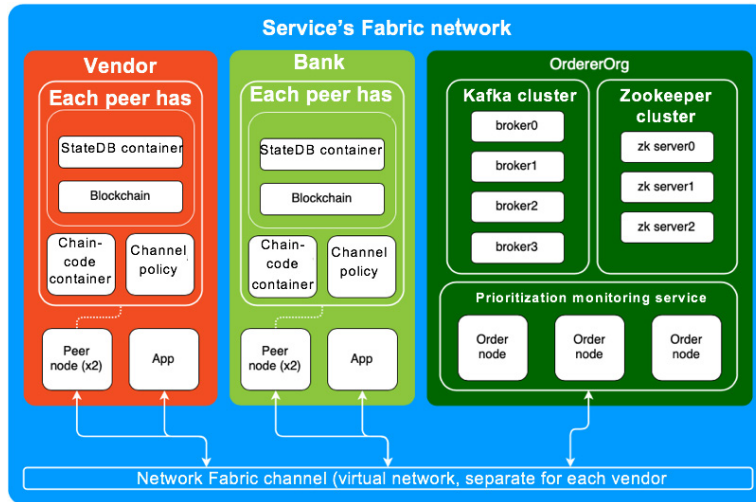 Service's Fabric network
Vendor
Each peer has
StateDB container
Blockchain
Chain-
code
container
Channel
policy
Peer
node (x2)
App
Bank
Each peer has
StateDB container
Blockchain
Chain-
code
container
Channel
policy
Peer
node (x2)
App
OrdererOrg
Kafka cluster
broker0
broker1
broker2
broker3
Zookeeper
cluster
zk server0
zk server1
zk server2
Prioritization monitoring service
Order
node
Order
node
Order
node
Network Fabric channel (virtual network, separate for each vendor